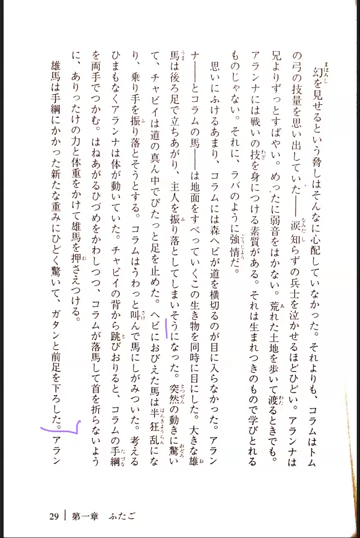 幻を見せるという脅しはそんなに心配していなかった。それよりも、コラムはトム
の弓の技量を思い出していた――涙知らずの兵士を泣かせるほどひどい。アランナは
兄よりずっとすばやい。めったに弱音をはかない。荒れた土地を歩いて渡るときでも。
アランナには戦いの技を身につける素質がある。それは生まれつきのもので学びとれる
ものじゃない。それに、ラバのように強情だ。
思いにふけるあまり、コラムには森ヘビが道を横切るのが目に入らなかった。アラン
ナ――とコラムの馬――は地面をすべっていくこの生き物を同時に目にした。大きな雄
馬は後ろ足で立ちあがり、主人を振り落としてしまいそうになった。突然の動きに驚い
て、チャビイは道の真ん中でぴたっと足を止めた。ヘビにおびえた馬は半狂乱にな
り、乗り手を振り落とそうとする。コラムはうわっと叫んで馬にしがみついた。考える
ひまもなくアランナは体が動いていた。チャビイの背から跳びおりると、コラムの手綱
を両手でつかむ。はねあがるひづめをかわしつつ、コラムが落馬して首を折らないよう
に、ありったけの力と体重をかけて雄馬を押さえつける。
雄馬は手綱にかかった新たな重みにひどく驚いて、ガタンと前足を下ろした。アラン
29 第一章 ふたご